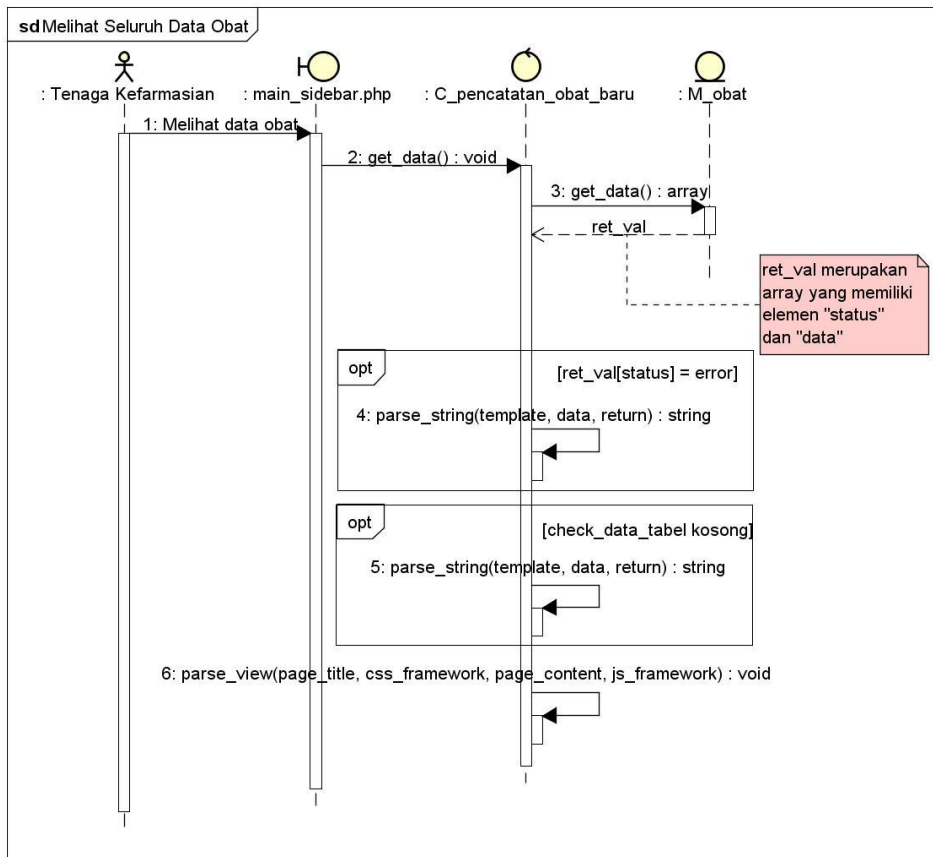 sd Melihat Seluruh Data Obat
: Tenaga Kefarmasian
: main_sidebar.php
: C_pencatatan_obat_baru
: M_obat
1: Melihat data obat
2: get_data() : void
3: get_data() : array
ret_val
ret_val merupakan
array yang memiliki
elemen "status"
dan "data"
opt
[ret_val[status] = error]
4: parse_string(template, data, return) : string
opt
[check_data_tabel kosong]
5: parse_string(template, data, return) : string
6: parse_view(page_title, css_framework, page_content, js_framework) : void